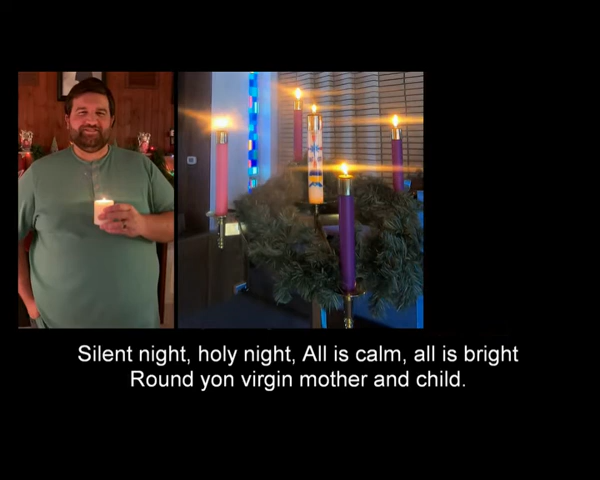 Silent night, holy night, All is calm, all is bright
Round yon virgin mother and child.